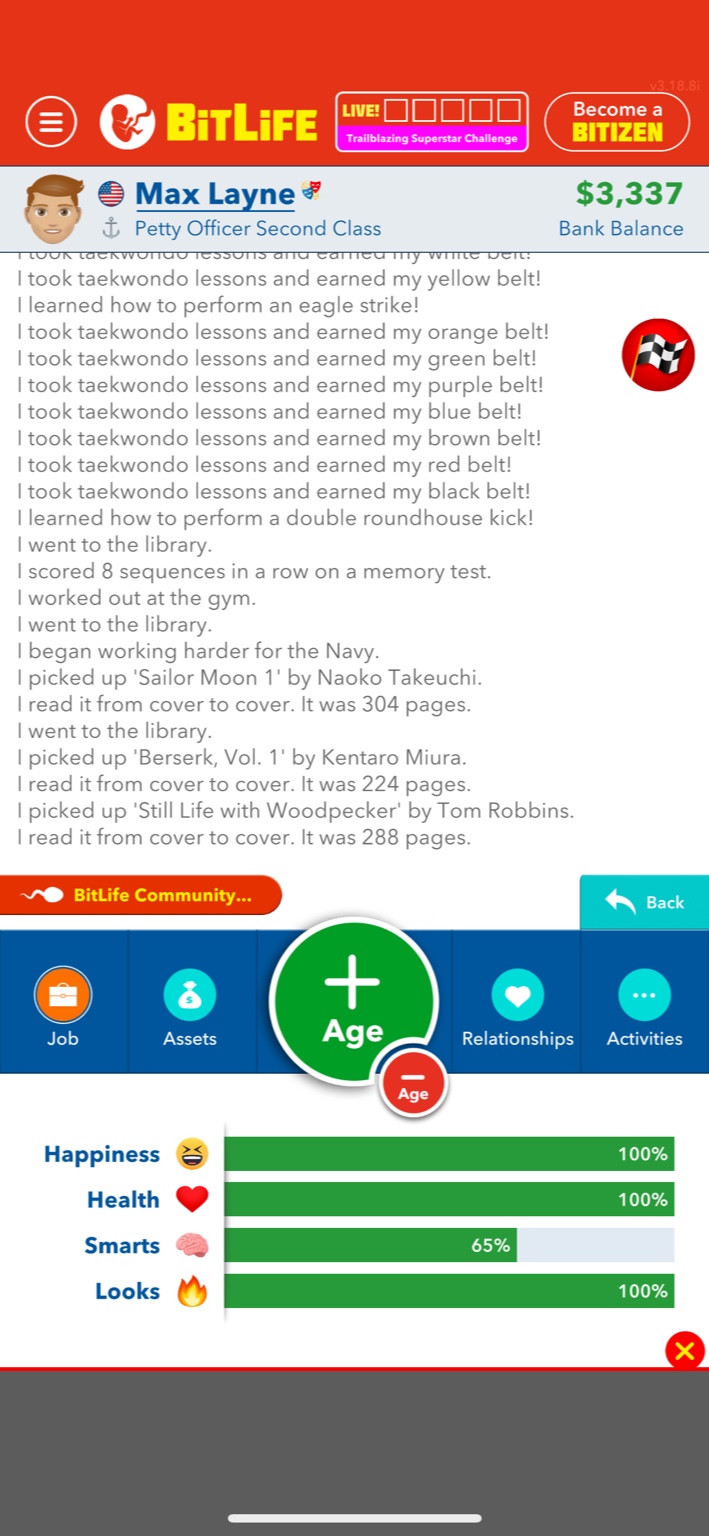 v3.18.8i
BiTLiFE
LIVE!
Trailblazing Superstar Challenge
Become a
BITIZEN
Max Layne
$3,337
Petty Officer Second Class
Bank Balance
I took taekwondo lessons and earned my white belt!
I took taekwondo lessons and earned my yellow belt!
I learned how to perform an eagle strike!
I took taekwondo lessons and earned my orange belt!
I took taekwondo lessons and earned my green belt!
I took taekwondo lessons and earned my purple belt!
I took taekwondo lessons and earned my blue belt!
I took taekwondo lessons and earned my brown belt!
I took taekwondo lessons and earned my red belt!
I took taekwondo lessons and earned my black belt!
I learned how to perform a double roundhouse kick!
I went to the library.
I scored 8 sequences in a row on a memory test.
I worked out at the gym.
I went to the library.
I began working harder for the Navy.
I picked up 'Sailor Moon 1' by Naoko Takeuchi.
I read it from cover to cover. It was 304 pages.
I went to the library.
I picked up 'Berserk, Vol. 1' by Kentaro Miura.
I read it from cover to cover. It was 224 pages.
I picked up 'Still Life with Woodpecker' by Tom Robbins.
I read it from cover to cover. It was 288 pages.
BitLife Community...
Back
Job
Assets
Age
Relationships
Activities
Age
Happiness 100%
Health 100%
Smarts 65%
Looks 100%